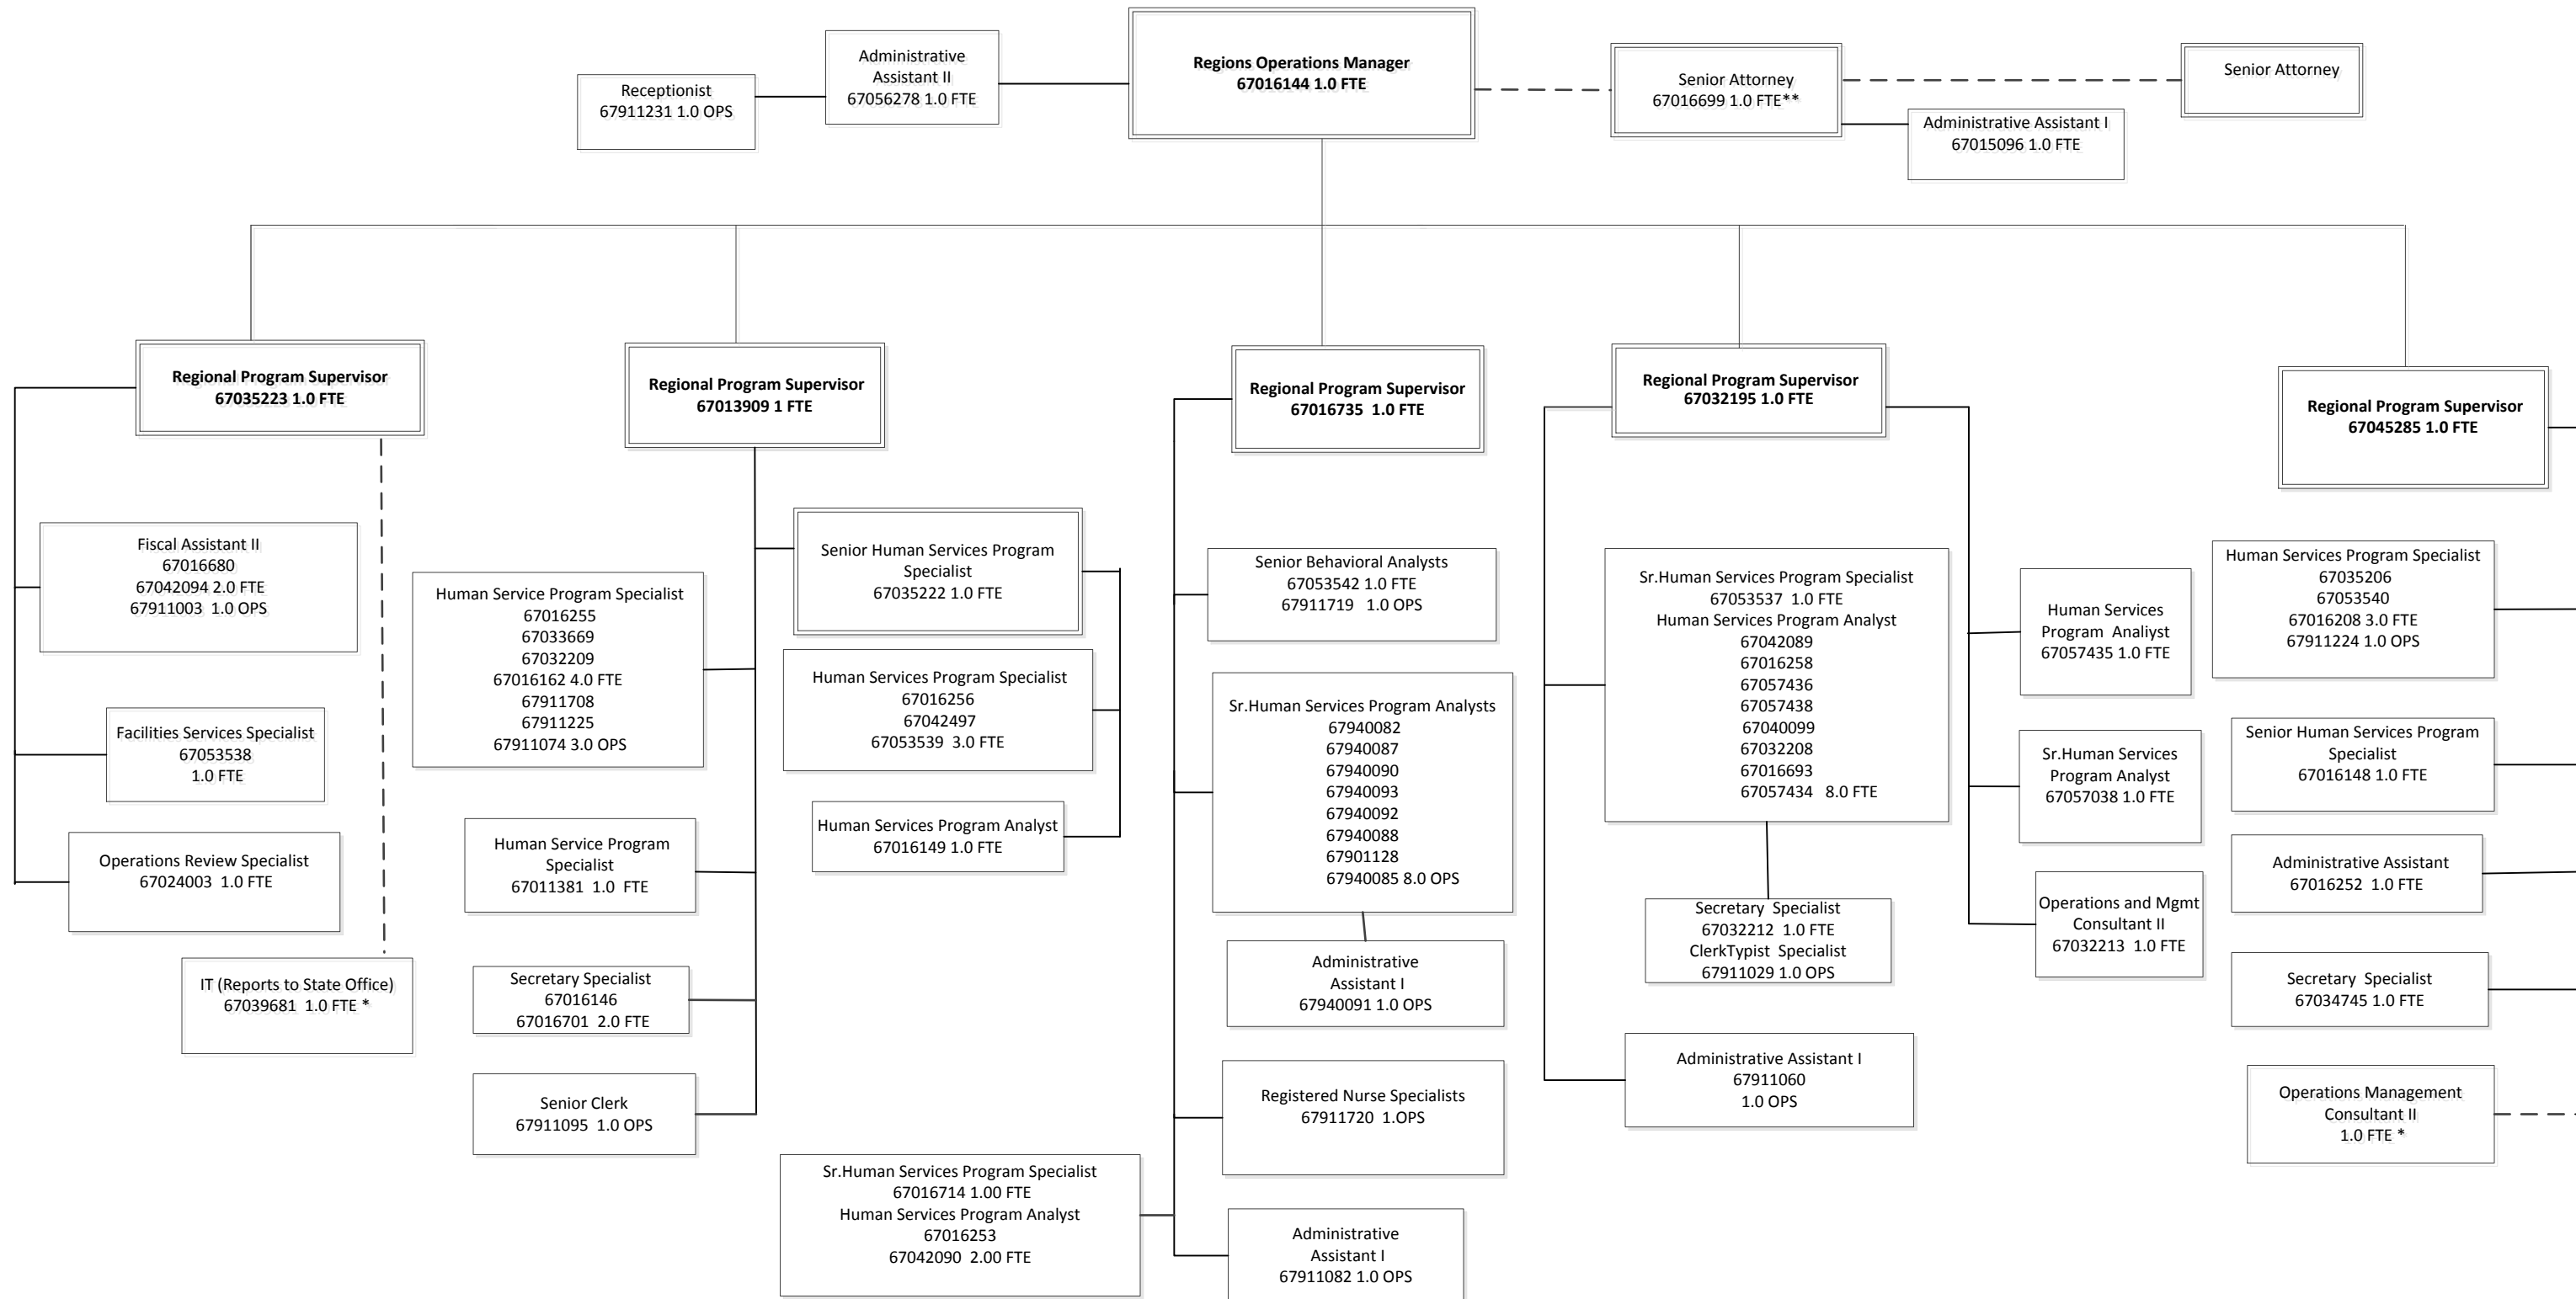 Regions Operations Manager
67016144 1.0 FTE
Administrative
Assistant II
67056278 1.0 FTE
Receptionist
67911231 1.0 OPS
Senior Attorney
67016699 1.0 FTE**
Senior Attorney
Administrative Assistant I
67015096 1.0 FTE
Regional Program Supervisor
67035223 1.0 FTE
Fiscal Assistant II
67016680
67042094 2.0 FTE
67911003 1.0 OPS
Facilities Services Specialist
67053538
1.0 FTE
Operations Review Specialist
67024003 1.0 FTE
IT (Reports to State Office)
67039681 1.0 FTE *
Regional Program Supervisor
67013909 1 FTE
Human Service Program Specialist
67016255
67033669
67032209
67016162 4.0 FTE
67911708
67911225
67911074 3.0 OPS
Human Service Program
Specialist
67011381 1.0 FTE
Secretary Specialist
67016146
67016701 2.0 FTE
Senior Clerk
67911095 1.0 OPS
Senior Human Services Program
Specialist
67035222 1.0 FTE
Human Services Program Specialist
67016256
67042497
67053539 3.0 FTE
Human Services Program Analyst
67016149 1.0 FTE
Regional Program Supervisor
67016735 1.0 FTE
Senior Behavioral Analysts
67053542 1.0 FTE
67911719 1.0 OPS
Sr.Human Services Program Analysts
67940082
67940087
67940090
67940093
67940092
67940088
67901128
67940085 8.0 OPS
Administrative
Assistant I
67940091 1.0 OPS
Registered Nurse Specialists
67911720 1.OPS
Sr.Human Services Program Specialist
67016714 1.00 FTE
Human Services Program Analyst
67016253
67042090 2.00 FTE
Administrative
Assistant I
67911082 1.0 OPS
Regional Program Supervisor
67032195 1.0 FTE
Sr.Human Services Program Specialist
67053537 1.0 FTE
Human Services Program Analyst
67042089
67016258
67057436
67057438
67040099
67032208
67016693
67057434 8.0 FTE
Secretary Specialist
67032212 1.0 FTE
ClerkTypist Specialist
67911029 1.0 OPS
Administrative Assistant I
67911060
1.0 OPS
Human Services
Program Analyist
67057435 1.0 FTE
Sr.Human Services
Program Analyst
67057038 1.0 FTE
Operations and Mgmt
Consultant II
67032213 1.0 FTE
Regional Program Supervisor
67045285 1.0 FTE
Human Services Program Specialist
67035206
67053540
67016208 3.0 FTE
67911224 1.0 OPS
Senior Human Services Program
Specialist
67016148 1.0 FTE
Administrative Assistant
67016252 1.0 FTE
Secretary Specialist
67034745 1.0 FTE
Operations Management
Consultant II
1.0 FTE *